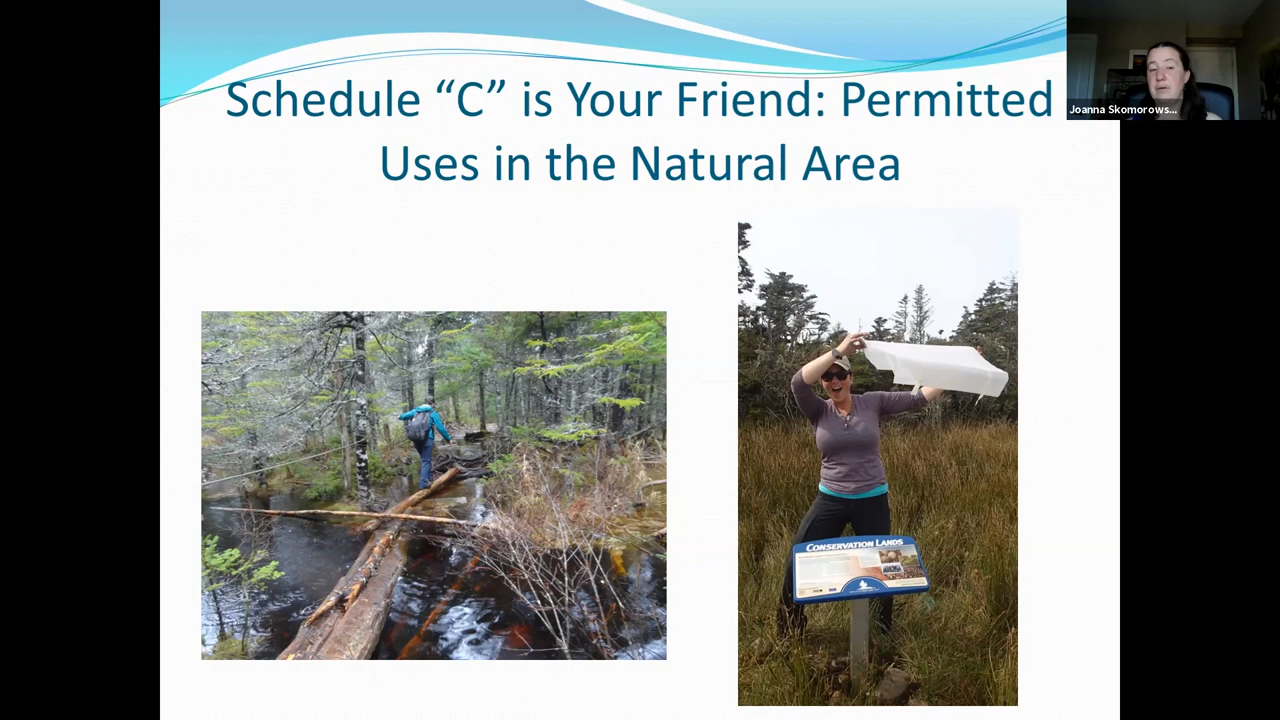 Schedule “C” is Your Friend: Permitted
Uses in the Natural Area
Joanna Skomorows...
CONSERVATION LANDS